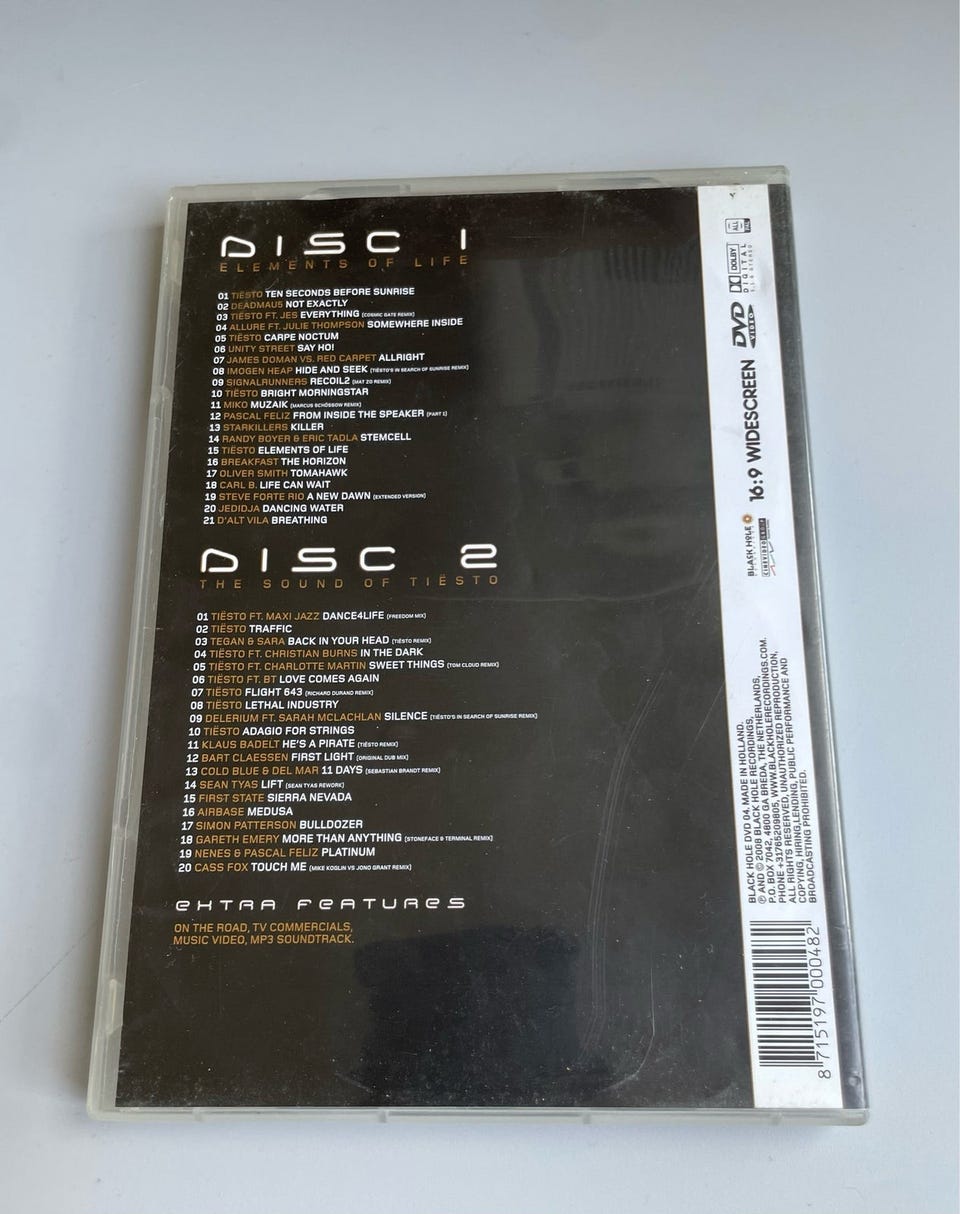 DISC 1
ELEMENTS OF LIFE
01 TIËSTO TEN SECONDS BEFORE SUNRISE
02 DEADMAU5 NOT EXACTLY
03 TIËSTO FT. JES EVERYTHING (COSMIC GATE REMIX)
04 ALLURE FT. JULIE THOMPSON SOMEWHERE INSIDE
05 TIËSTO CARPE NOCTUM
06 UNITY STREET SAY HO!
07 JAMES DOMAN VS. RED CARPET ALLRIGHT
08 IMOGEN HEAP HIDE AND SEEK (TIËSTO'S IN SEARCH OF SUNRISE REMIX)
09 SIGNALRUNNERS RECOIL2 (MAT ZO REMIX)
10 TIËSTO BRIGHT MORNINGSTAR
11 MIKO MUZAIK (MARCUS SCHÖSSOW REMIX)
12 PASCAL FELIZ FROM INSIDE THE SPEAKER (PART 1)
13 STARKILLERS KILLER
14 RANDY BOYER & ERIC TADLA STEMCELL
15 TIËSTO ELEMENTS OF LIFE
16 BREAKFAST THE HORIZON
17 OLIVER SMITH TOMAHAWK
18 CARL B. LIFE CAN WAIT
19 STEVE FORTE RIO A NEW DAWN (EXTENDED VERSION)
20 JEDIDJA DANCING WATER
21 D'ALT VILA BREATHING
DISC 2
THE SOUND OF TIËSTO
01 TIËSTO FT. MAXI JAZZ DANCE4LIFE (FREEDOM MIX)
02 TIËSTO TRAFFIC
03 TEGAN & SARA BACK IN YOUR HEAD (TIËSTO REMIX)
04 TIËSTO FT. CHRISTIAN BURNS IN THE DARK
05 TIËSTO FT. CHARLOTTE MARTIN SWEET THINGS (TOM CLOUD REMIX)
06 TIËSTO FT. BT LOVE COMES AGAIN
07 TIËSTO FLIGHT 643 (RICHARD DURAND REMIX)
08 TIËSTO LETHAL INDUSTRY
09 DELERIUM FT. SARAH MCLACHLAN SILENCE (TIËSTO'S IN SEARCH OF SUNRISE REMIX)
10 TIËSTO ADAGIO FOR STRINGS
11 KLAUS BADELT HE'S A PIRATE (TIËSTO REMIX)
12 BART CLAESSEN FIRST LIGHT (ORIGINAL DUB MIX)
13 COLD BLUE & DEL MAR 11 DAYS (SEBASTIAN BRANDT REMIX)
14 SEAN TYAS LIFT (SEAN TYAS REWORK)
15 FIRST STATE SIERRA NEVADA
16 AIRBASE MEDUSA
17 SIMON PATTERSON BULLDOZER
18 GARETH EMERY MORE THAN ANYTHING (STONEFACE & TERMINAL REMIX)
19 NENES & PASCAL FELIZ PLATINUM
20 CASS FOX TOUCH ME (MIKE KOGLIN VS JONO GRANT REMIX)
EXTRA FEATURES
ON THE ROAD, TV COMMERCIALS,
MUSIC VIDEO, MP3 SOUNDTRACK.
BLACK HOLE DVD 04. MADE IN HOLLAND.
℗ AND © 2008 BLACK HOLE RECORDINGS,
P.O. BOX 7042, 4800 GA BREDA, THE NETHERLANDS,
PHONE +31765209805, WWW.BLACKHOLERECORDINGS.COM.
ALL RIGHTS RESERVED, UNAUTHORIZED REPRODUCTION,
COPYING, HIRING, LENDING, PUBLIC PERFORMANCE AND
BROADCASTING PROHIBITED.
8 715197 000482
BLACK HOLE
16:9 WIDESCREEN
DVD
VIDEO
DOLBY
DIGITAL
ALL
PAL